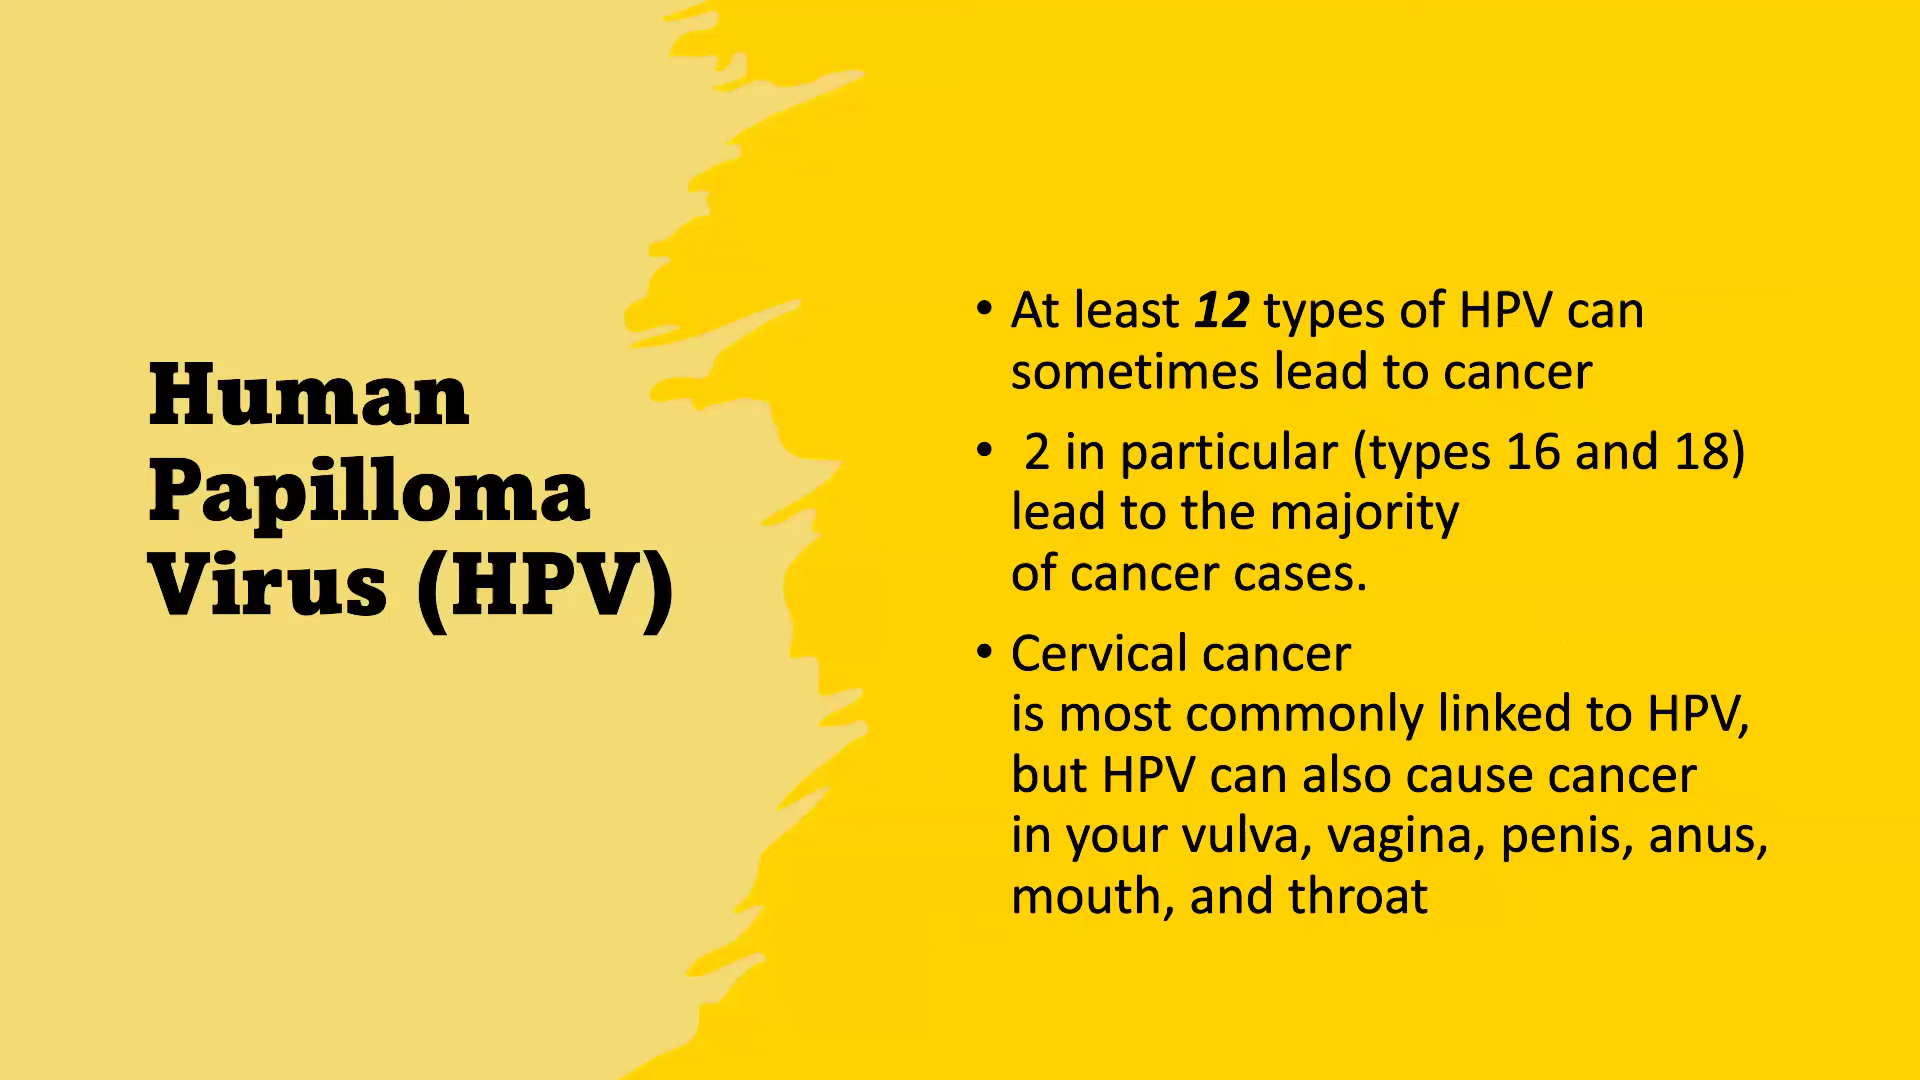 Human
Papilloma
Virus (HPV)
• At least 12 types of HPV can
sometimes lead to cancer
• 2 in particular (types 16 and 18)
lead to the majority
of cancer cases.
• Cervical cancer
is most commonly linked to HPV,
but HPV can also cause cancer
in your vulva, vagina, penis, anus,
mouth, and throat